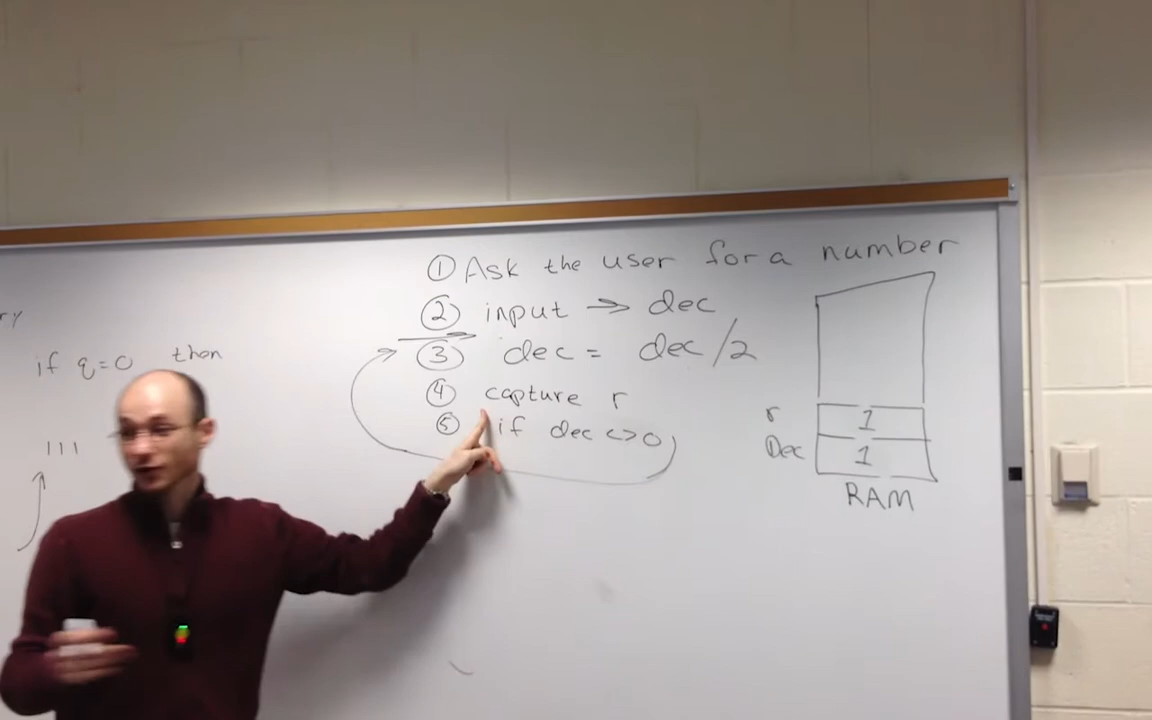 ① Ask the user for a number
② input → dec
③ dec = dec/2
④ capture r
⑤ if dec <> 0
if q=0 then
111
r 1
Dec 1
RAM